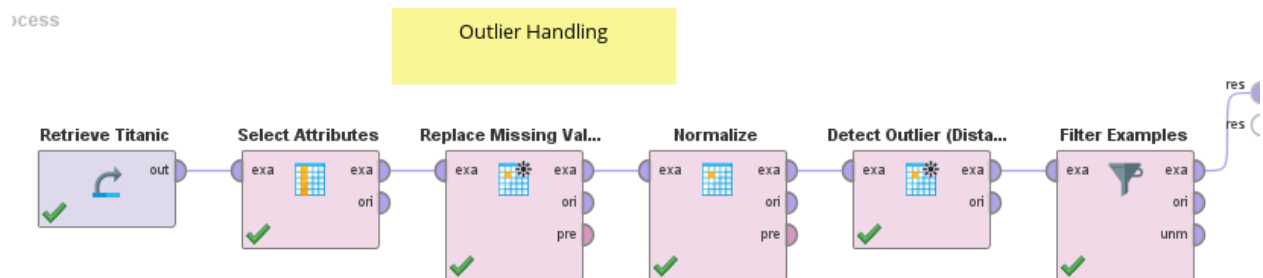 ocess
Outlier Handling
res
res
Retrieve Titanic
Select Attributes
Replace Missing Val...
Normalize
Detect Outlier (Dista...
Filter Examples
out
exa
exa
ori
exa
exa
ori
pre
exa
exa
ori
pre
exa
exa
ori
exa
exa
ori
unm